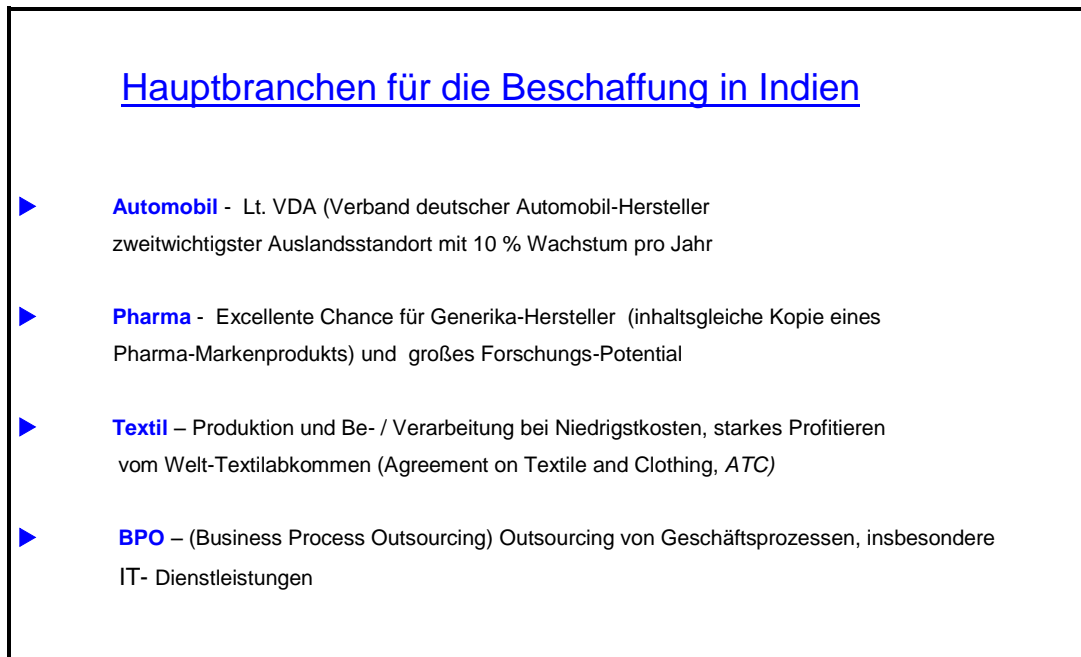 Hauptbranchen für die Beschaffung in Indien
Automobil - Lt. VDA (Verband deutscher Automobil-Hersteller
zweitwichtigster Auslandsstandort mit 10 % Wachstum pro Jahr
Pharma - Excellente Chance für Generika-Hersteller (inhaltsgleiche Kopie eines
Pharma-Markenprodukts) und großes Forschungs-Potential
Textil – Produktion und Be- / Verarbeitung bei Niedrigstkosten, starkes Profitieren
vom Welt-Textilabkommen (Agreement on Textile and Clothing, ATC)
BPO – (Business Process Outsourcing) Outsourcing von Geschäftsprozessen, insbesondere
IT- Dienstleistungen